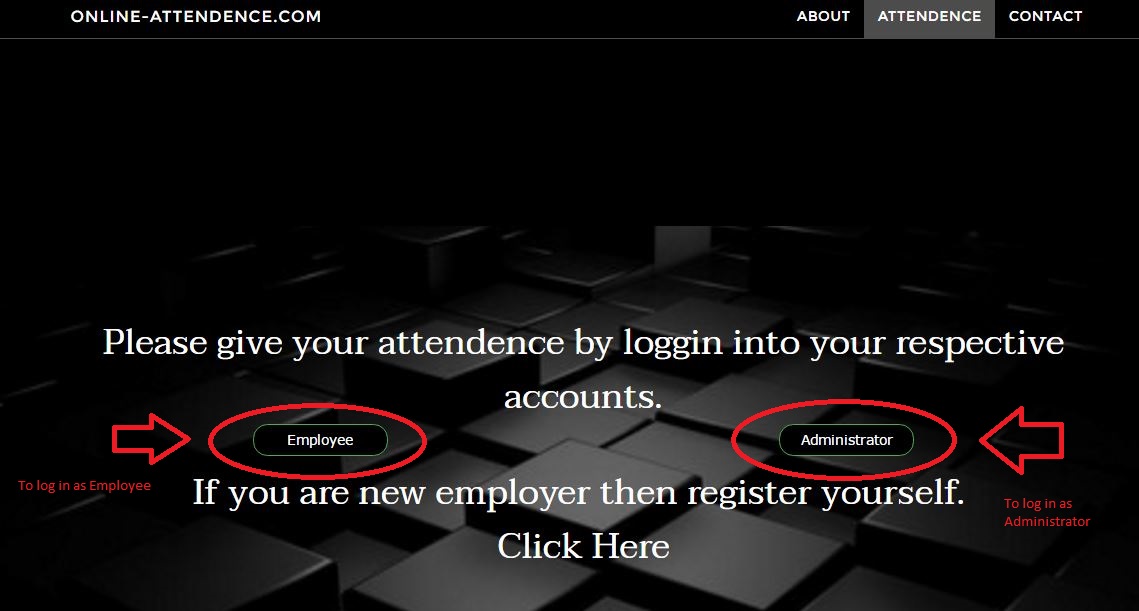 ONLINE-ATTENDENCE.COM
ABOUT ATTENDENCE CONTACT
Please give your attendence by loggin into your respective
accounts.
Employee
Administrator
To log in as Employee
If you are new employer then register yourself.
To log in as
Administrator
Click Here